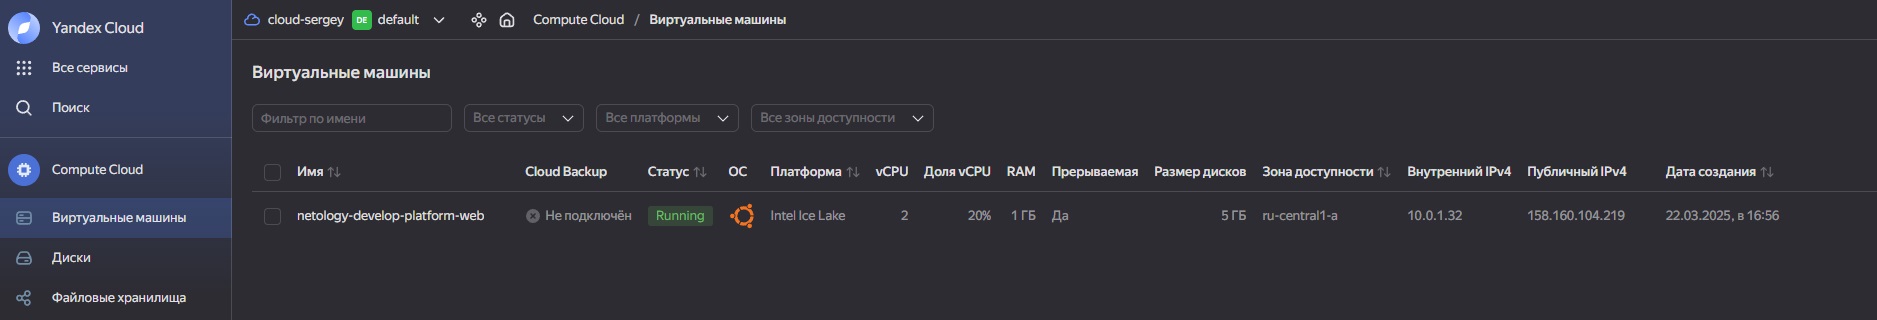 Yandex Cloud
Все сервисы
Поиск
Compute Cloud
Виртуальные машины
Диски
Файловые хранилища
cloud-sergey DE default Compute Cloud / Виртуальные машины
Виртуальные машины
Фильтр по имени Все статусы Все платформы Все зоны доступности
Имя Cloud Backup Статус ОС Платформа vCPU Доля vCPU RAM Прерываемая Размер дисков Зона доступности Внутренний IPv4 Публичный IPv4 Дата создания
netology-develop-platform-web Не подключён Running Intel Ice Lake 2 20% 1 ГБ Да 5 ГБ ru-central1-a 10.0.1.32 158.160.104.219 22.03.2025, в 16:56